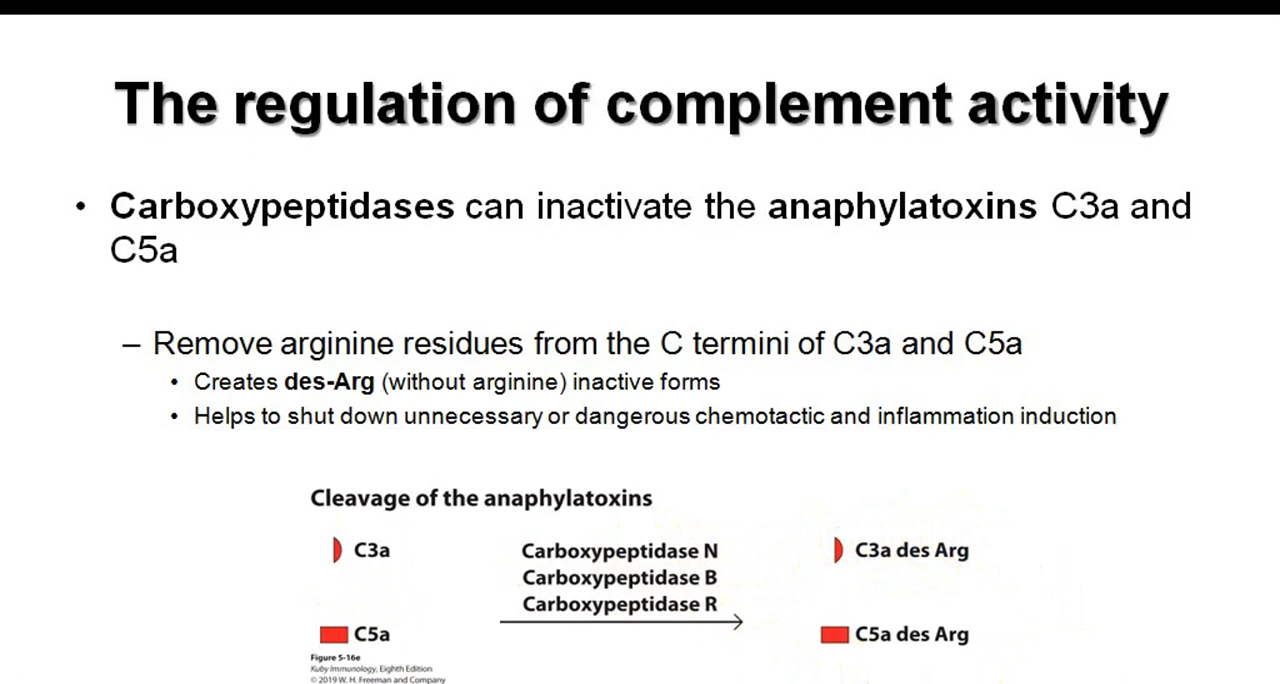 The regulation of complement activity
• Carboxypeptidases can inactivate the anaphylatoxins C3a and
C5a
– Remove arginine residues from the C termini of C3a and C5a
• Creates des-Arg (without arginine) inactive forms
• Helps to shut down unnecessary or dangerous chemotactic and inflammation induction
Cleavage of the anaphylatoxins
C3a
Carboxypeptidase N
Carboxypeptidase B
Carboxypeptidase R
C3a des Arg
C5a
C5a des Arg
Figure 5-16e
Kuby Immunology, Eighth Edition
© 2019 W. H. Freeman and Company